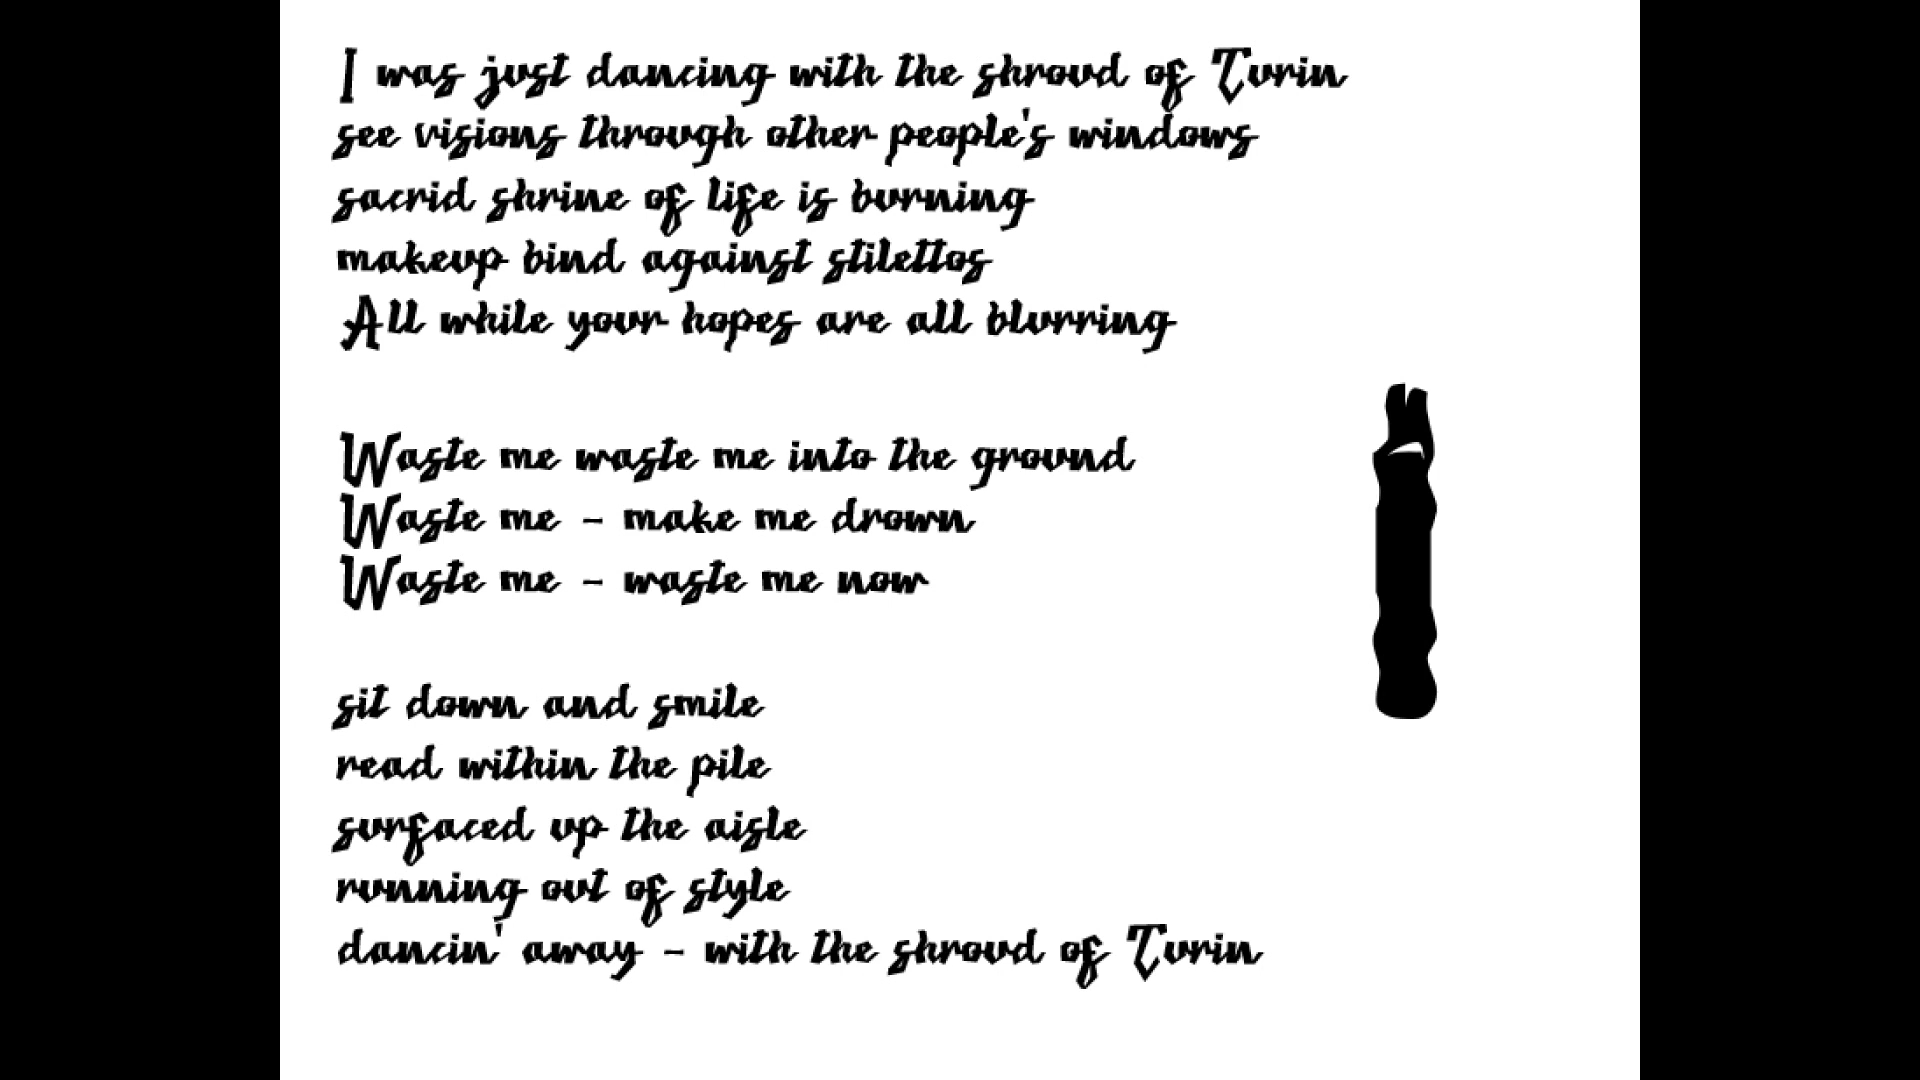 I was just dancing with the shroud of Turin
see visions through other people's windows
sacrid shrine of life is burning
makeup bind against stilettos
All while your hopes are all blurring
Waste me waste me into the ground
Waste me - make me drown
Waste me - waste me now
sit down and smile
read within the pile
surfaced up the aisle
running out of style
dancin' away - with the shroud of Turin